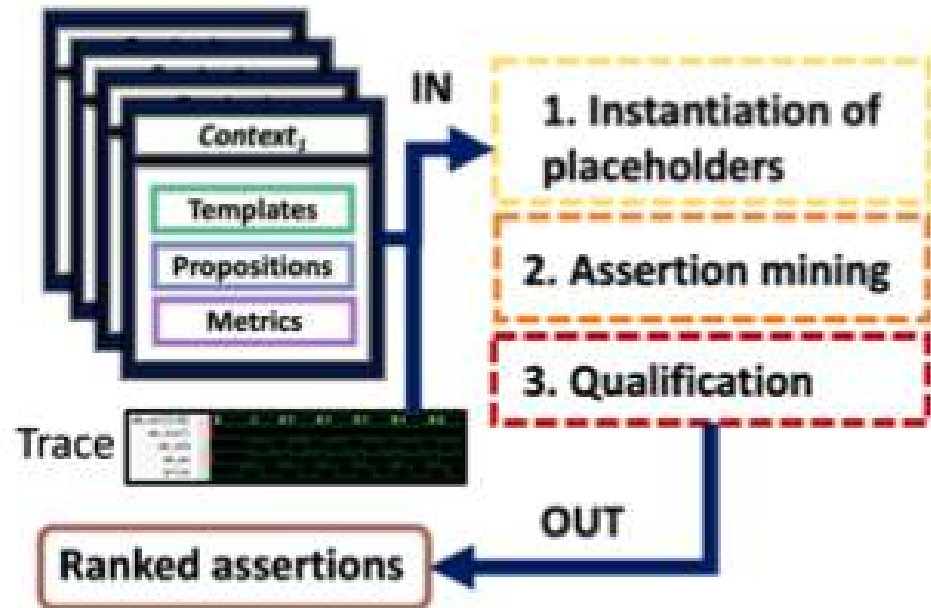 Context₁
Templates
Propositions
Metrics
IN
1. Instantiation of
placeholders
2. Assertion mining
3. Qualification
Trace
OUT
Ranked assertions